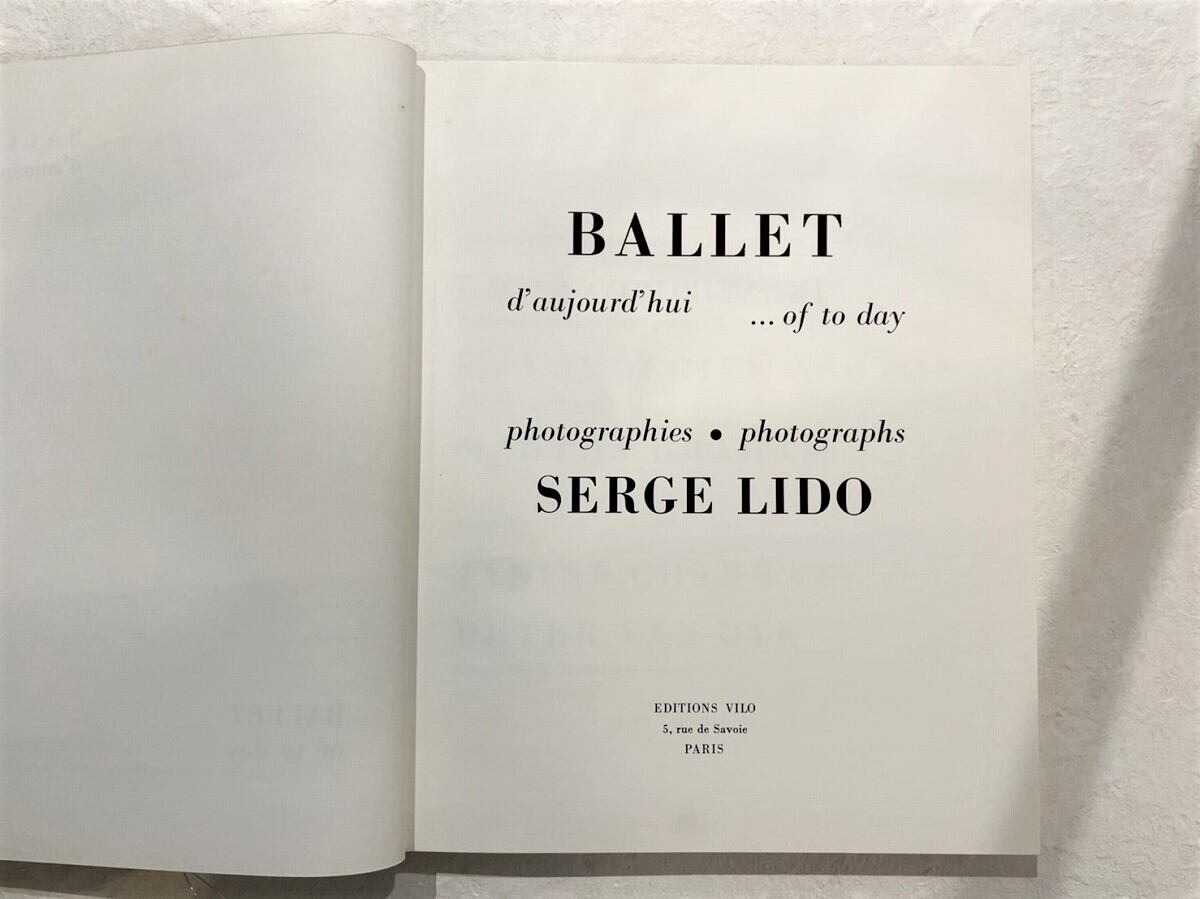 BALLET
d'aujourd'hui ... of to day
photographies • photographs
SERGE LIDO
EDITIONS VILO
5, rue de Savoie
PARIS